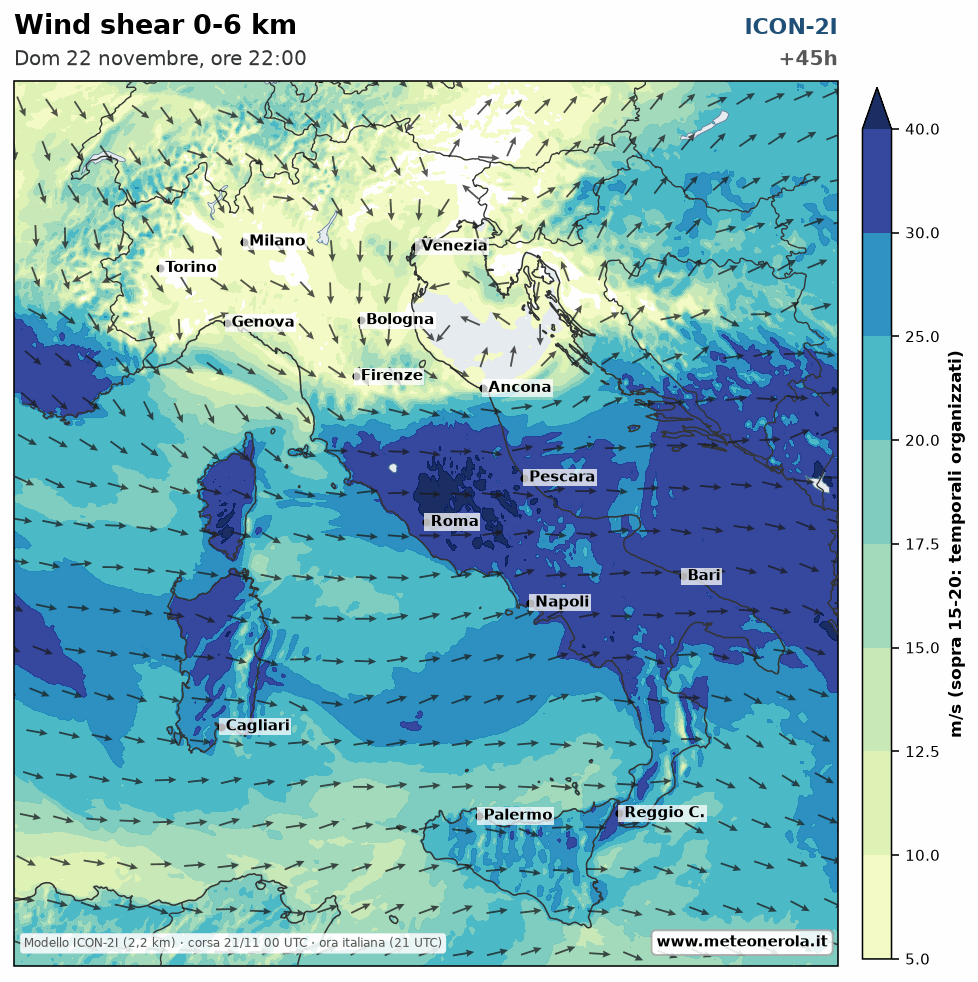 Wind shear 0-6 km
ICON-2I
Dom 22 novembre, ore 22:00
+45h
Milano
Venezia
Torino
Genova
Bologna
Firenze
Ancona
Pescara
Roma
Bari
Napoli
Cagliari
Palermo
Reggio C.
40.0
30.0
25.0
20.0
17.5
15.0
12.5
10.0
5.0
m/s (sopra 15-20: temporali organizzati)
Modello ICON-2I (2,2 km) · corsa 21/11 00 UTC · ora italiana (21 UTC)
www.meteonerola.it